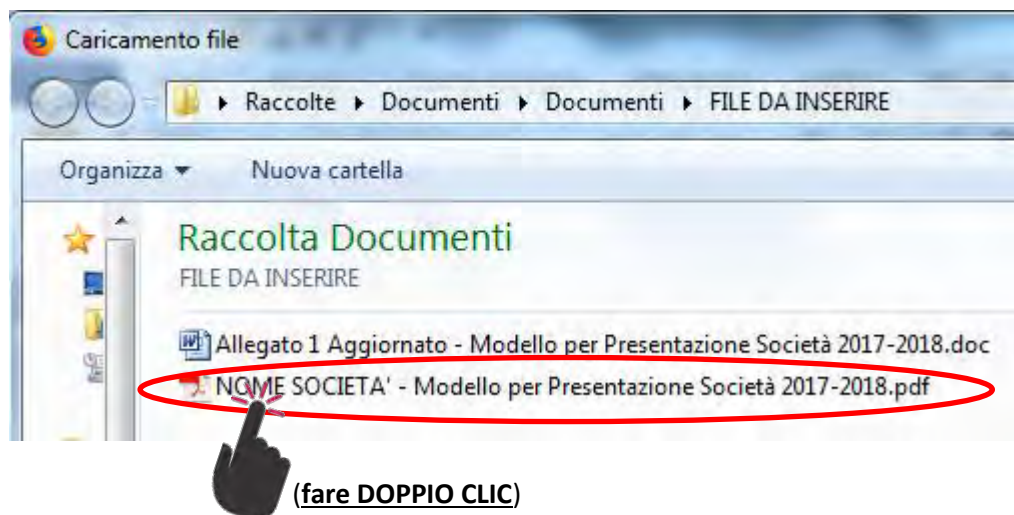 Caricamento file
Raccolte ▸ Documenti ▸ Documenti ▸ FILE DA INSERIRE
Organizza ▾ Nuova cartella
Raccolta Documenti
FILE DA INSERIRE
Allegato 1 Aggiornato - Modello per Presentazione Società 2017-2018.doc
NOME SOCIETA' - Modello per Presentazione Società 2017-2018.pdf
(fare DOPPIO CLIC)